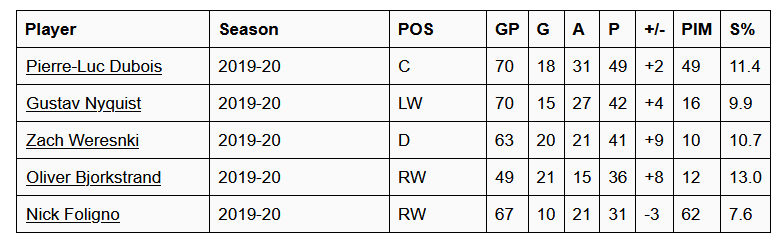 Player Season POS GP G A P +/- PIM S%
Pierre-Luc Dubois 2019-20 C 70 18 31 49 +2 49 11.4
Gustav Nyquist 2019-20 LW 70 15 27 42 +4 16 9.9
Zach Weresnki 2019-20 D 63 20 21 41 +9 10 10.7
Oliver Bjorkstrand 2019-20 RW 49 21 15 36 +8 12 13.0
Nick Foligno 2019-20 RW 67 10 21 31 -3 62 7.6